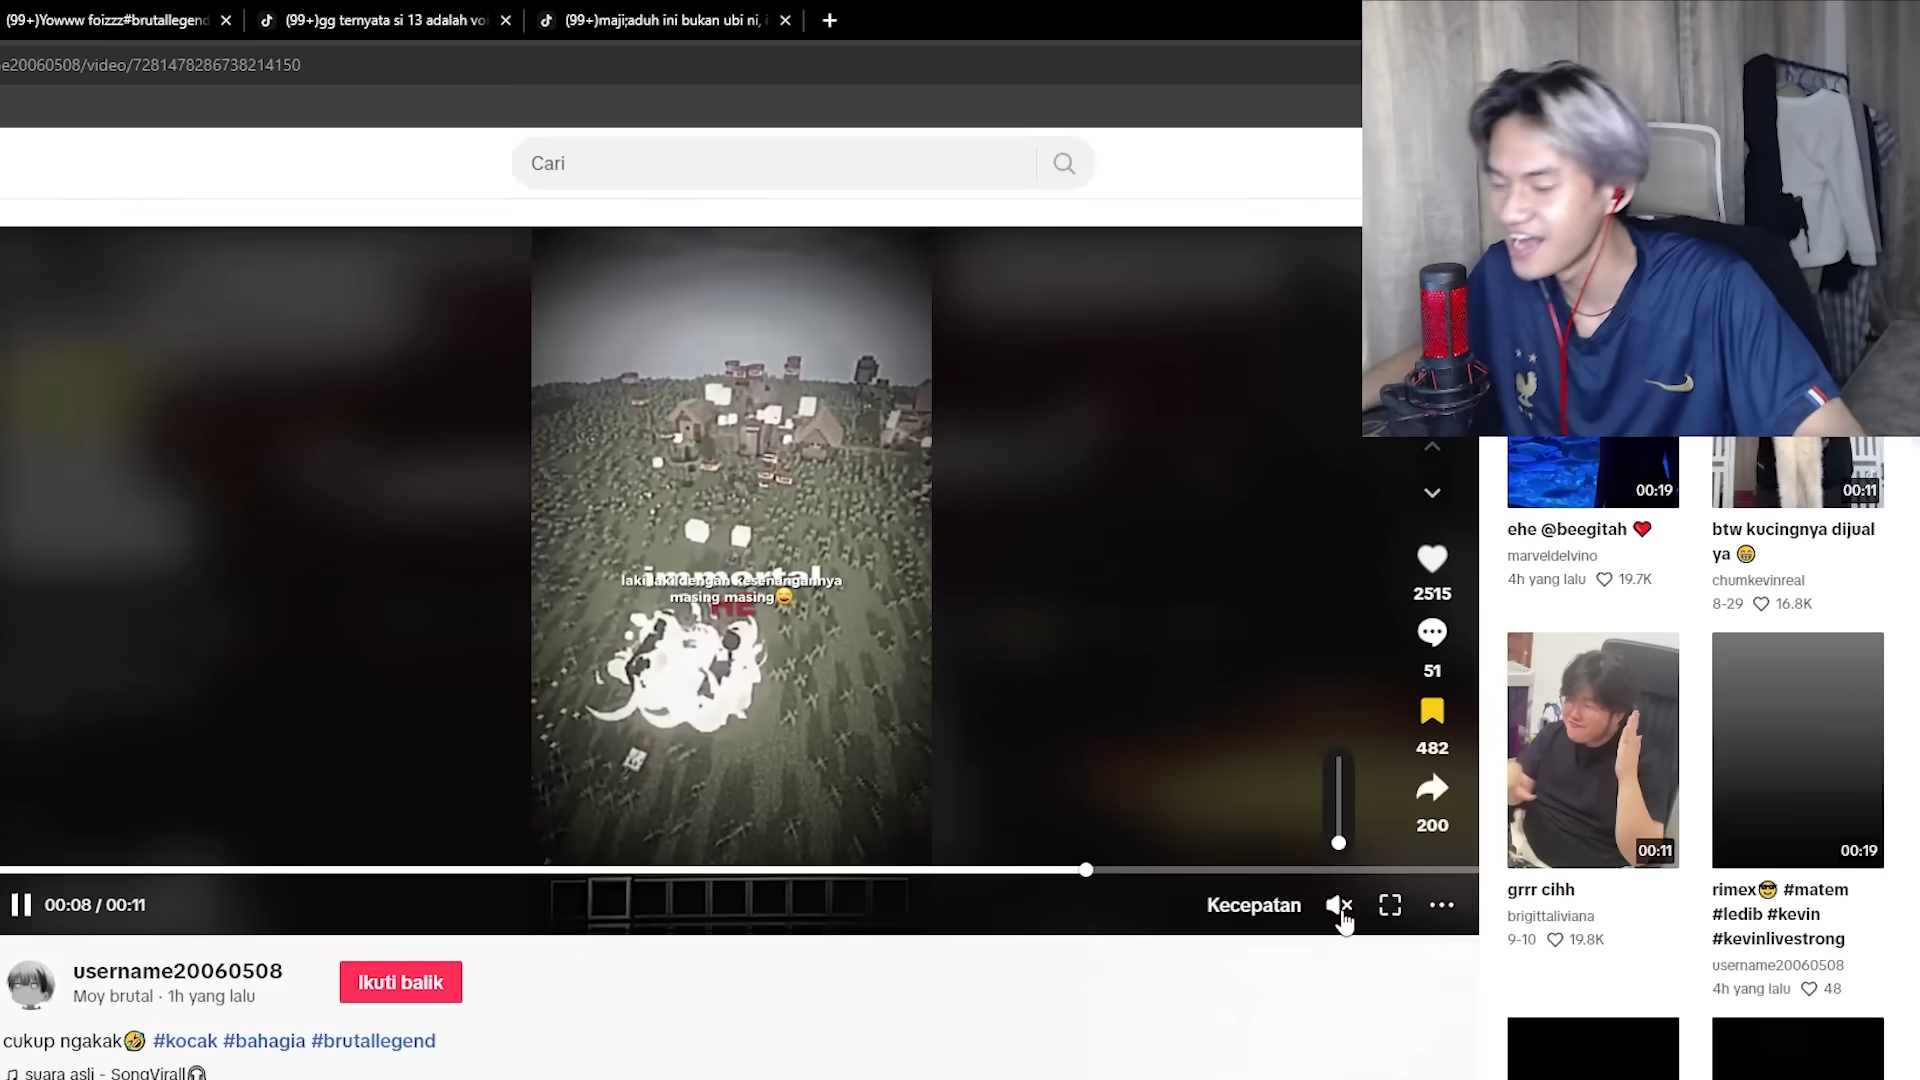 (99+)Yowww foizzz#brutallegend
(99+)gg ternyata si 13 adalah voi
(99+)maji;aduh ini bukan ubi ni,
e20060508/video/7281478286738214150
Cari
immortal
laki laki dengan kesenangannya
masing masing😅
HE
2515
51
482
200
00:08 / 00:11
Kecepatan
username20060508
Moy brutal · 1h yang lalu
Ikuti balik
cukup ngakak🤣 #kocak #bahagia #brutallegend
♫ suara asli - SongVirall🎧
00:19
ehe @beegitah ❤️
marveldelvino
4h yang lalu ♡ 19.7K
00:11
btw kucingnya dijual
ya 😁
chumkevinreal
8-29 ♡ 16.8K
00:11
grrr cihh
brigittaliviana
9-10 ♡ 19.8K
00:19
rimex😎 #matem
#ledib #kevin
#kevinlivestrong
username20060508
4h yang lalu ♡ 48